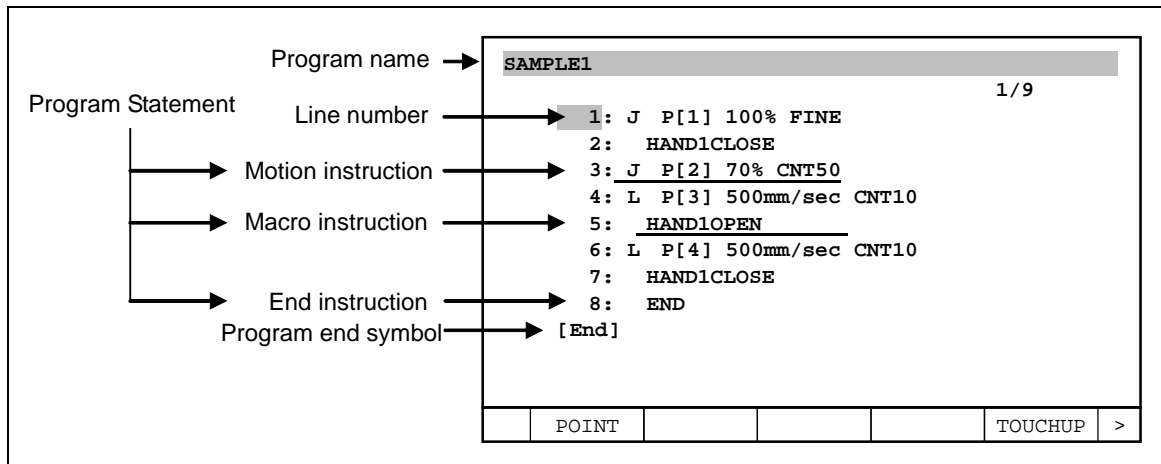 Program name
SAMPLE1
1/9
Program Statement
Line number
1: J P[1] 100% FINE
2: HAND1CLOSE
Motion instruction
3: J P[2] 70% CNT50
4: L P[3] 500mm/sec CNT10
Macro instruction
5: HAND1OPEN
6: L P[4] 500mm/sec CNT10
7: HAND1CLOSE
End instruction
8: END
Program end symbol
[End]
POINT TOUCHUP >